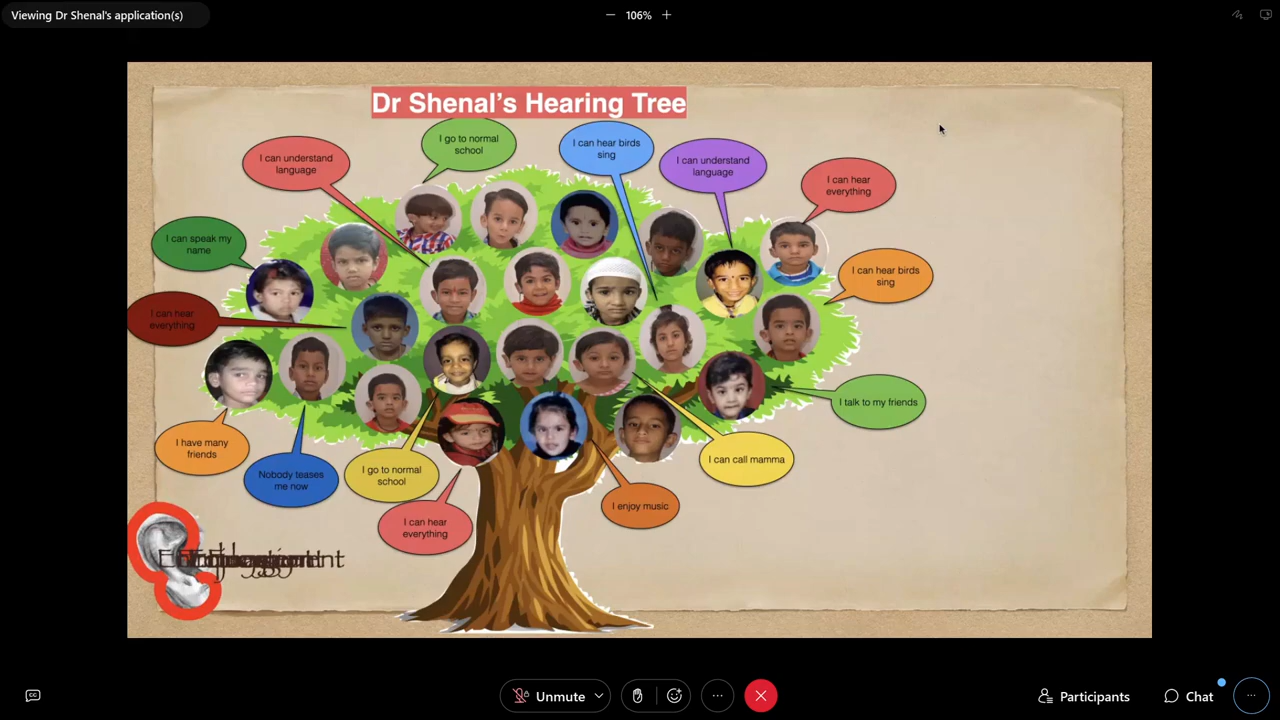 Viewing Dr Shenal's application(s)
106%
Dr Shenal's Hearing Tree
I can understand
language
I go to normal
school
I can hear birds
sing
I can understand
language
I can hear
everything
I can speak my
name
I can hear birds
sing
I can hear
everything
I talk to my friends
I have many
friends
Nobody teases
me now
I go to normal
school
I can call mamma
I can hear
everything
I enjoy music
CC
Unmute
Participants
Chat